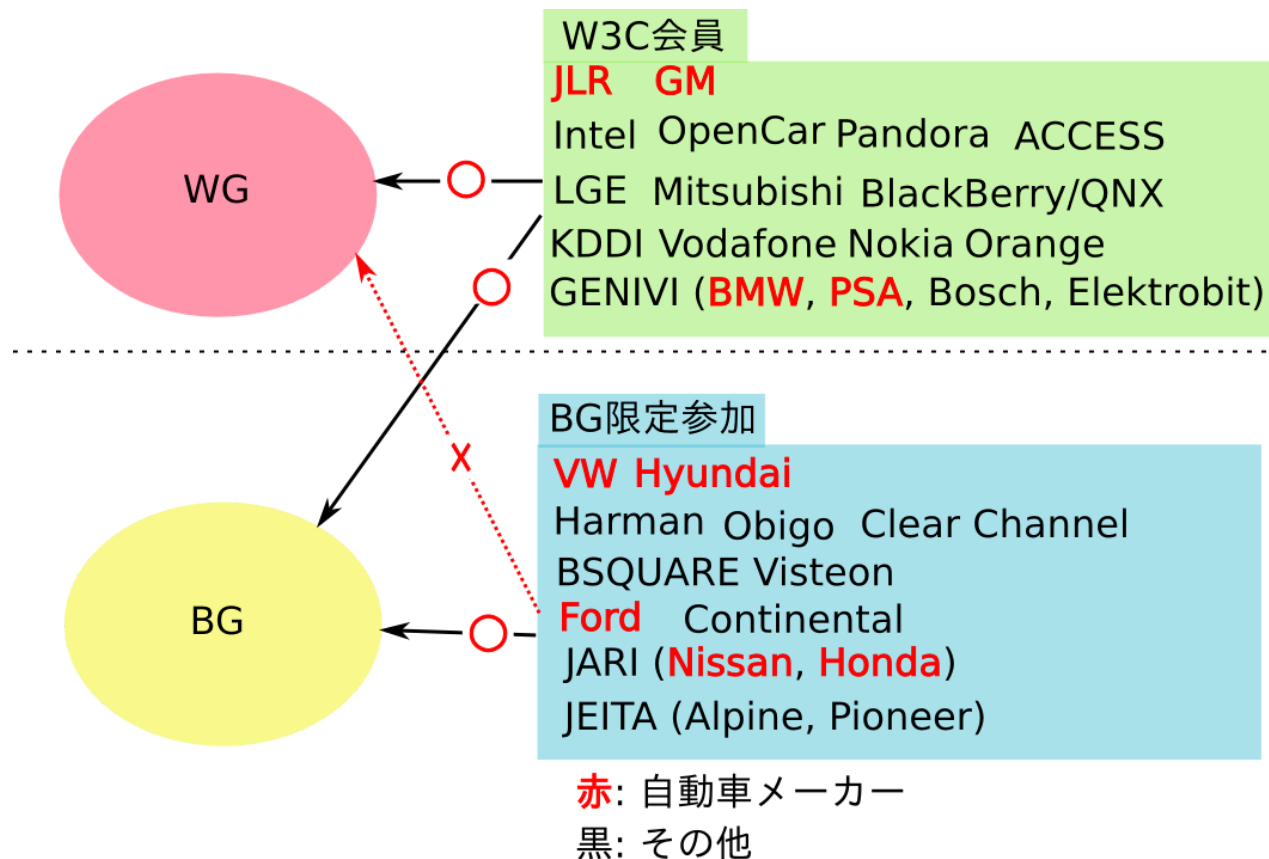 W3C会員
JLR GM
Intel OpenCar Pandora ACCESS
WG
LGE Mitsubishi BlackBerry/QNX
KDDI Vodafone Nokia Orange
GENIVI (BMW, PSA, Bosch, Elektrobit)
BG限定参加
X
VW Hyundai
Harman Obigo Clear Channel
BSQUARE Visteon
BG
Ford Continental
JARI (Nissan, Honda)
JEITA (Alpine, Pioneer)
赤: 自動車メーカー
黒: その他